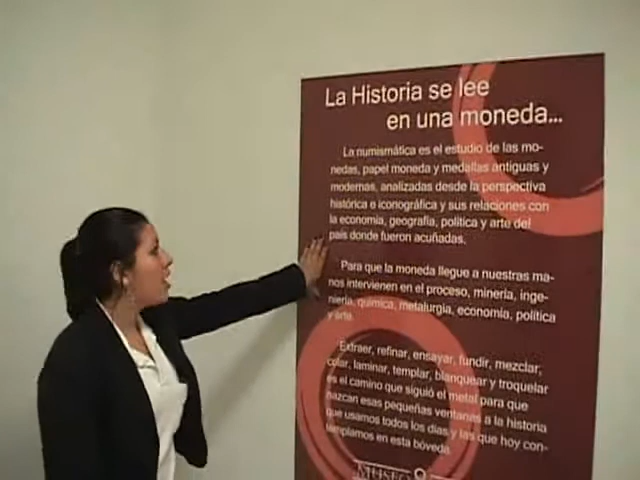 La Historia se lee
en una moneda...
La numismática es el estudio de las mo-
nedas, papel moneda y medallas antiguas y
modernas, analizadas desde la perspectiva
histórica e iconográfica y sus relaciones con
la economía, geografía, política y arte del
país donde fueron acuñadas.
Para que la moneda llegue a nuestras ma-
nos intervienen en el proceso, minería, inge-
niería, química, metalurgia, economía, política
y arte.
Extraer, refinar, ensayar, fundir, mezclar,
colar, laminar, templar, blanquear y troquelar
es el camino que siguió el metal para que
nazcan esas pequeñas ventanas a la historia
que usamos todos los días y las que hoy con-
templamos en esta bóveda.
MUSEO